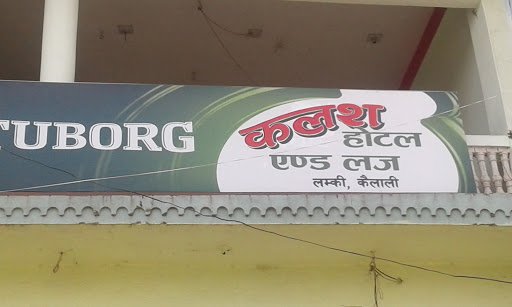 TUBORG
कलश
होटल
एण्ड लज
लम्की, कैलाली